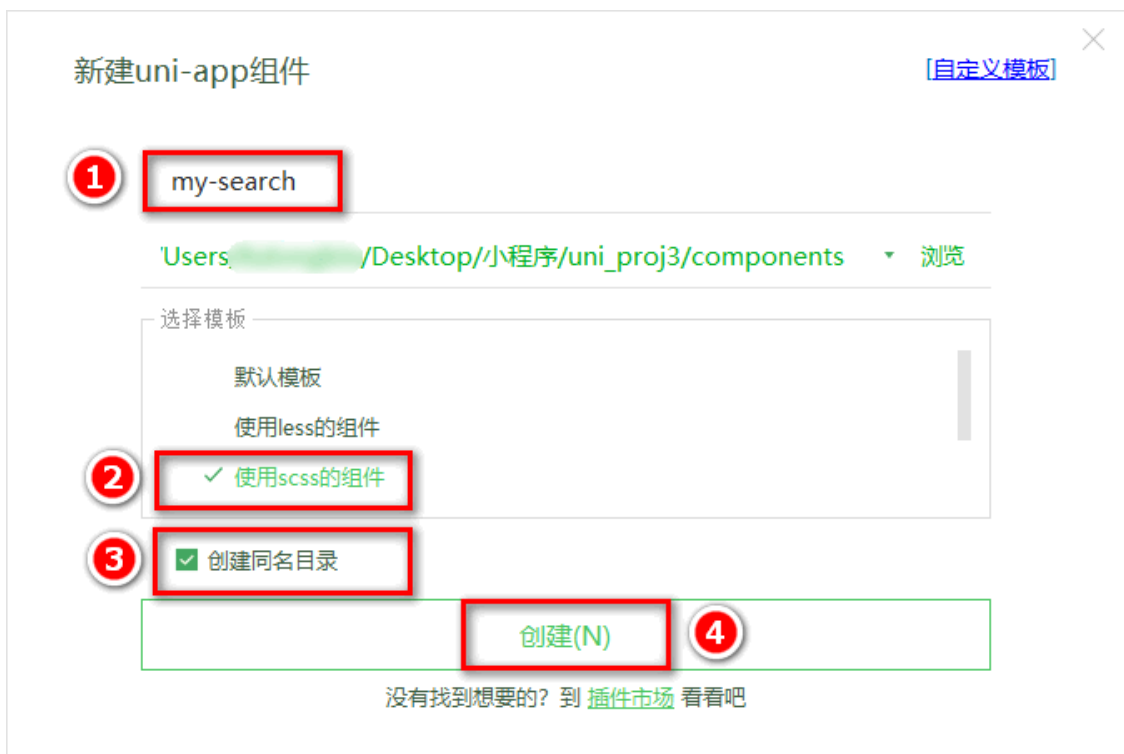 新建uni-app组件 [自定义模板]
1 my-search
/Users/ /Desktop/小程序/uni_proj3/components 浏览
选择模板
默认模板
使用less的组件
2 使用scss的组件
3 创建同名目录
创建(N) 4
没有找到想要的？到 插件市场 看看吧